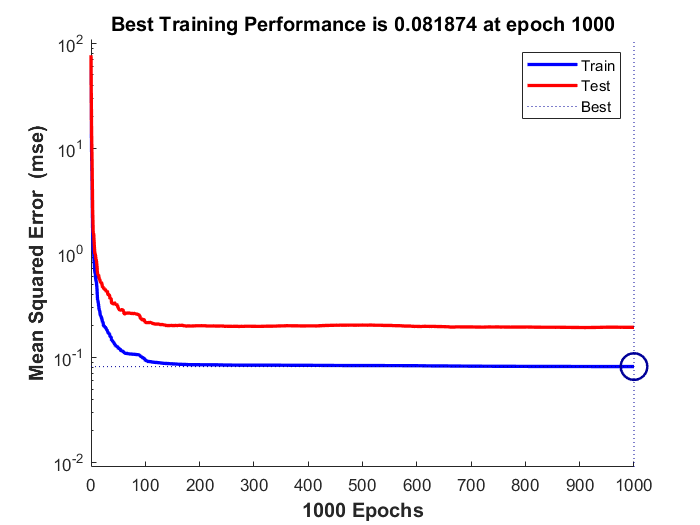 Best Training Performance is 0.081874 at epoch 1000
Train
Test
Best
Mean Squared Error (mse)
10^2
10^1
10^0
10^-1
10^-2
0 100 200 300 400 500 600 700 800 900 1000
1000 Epochs